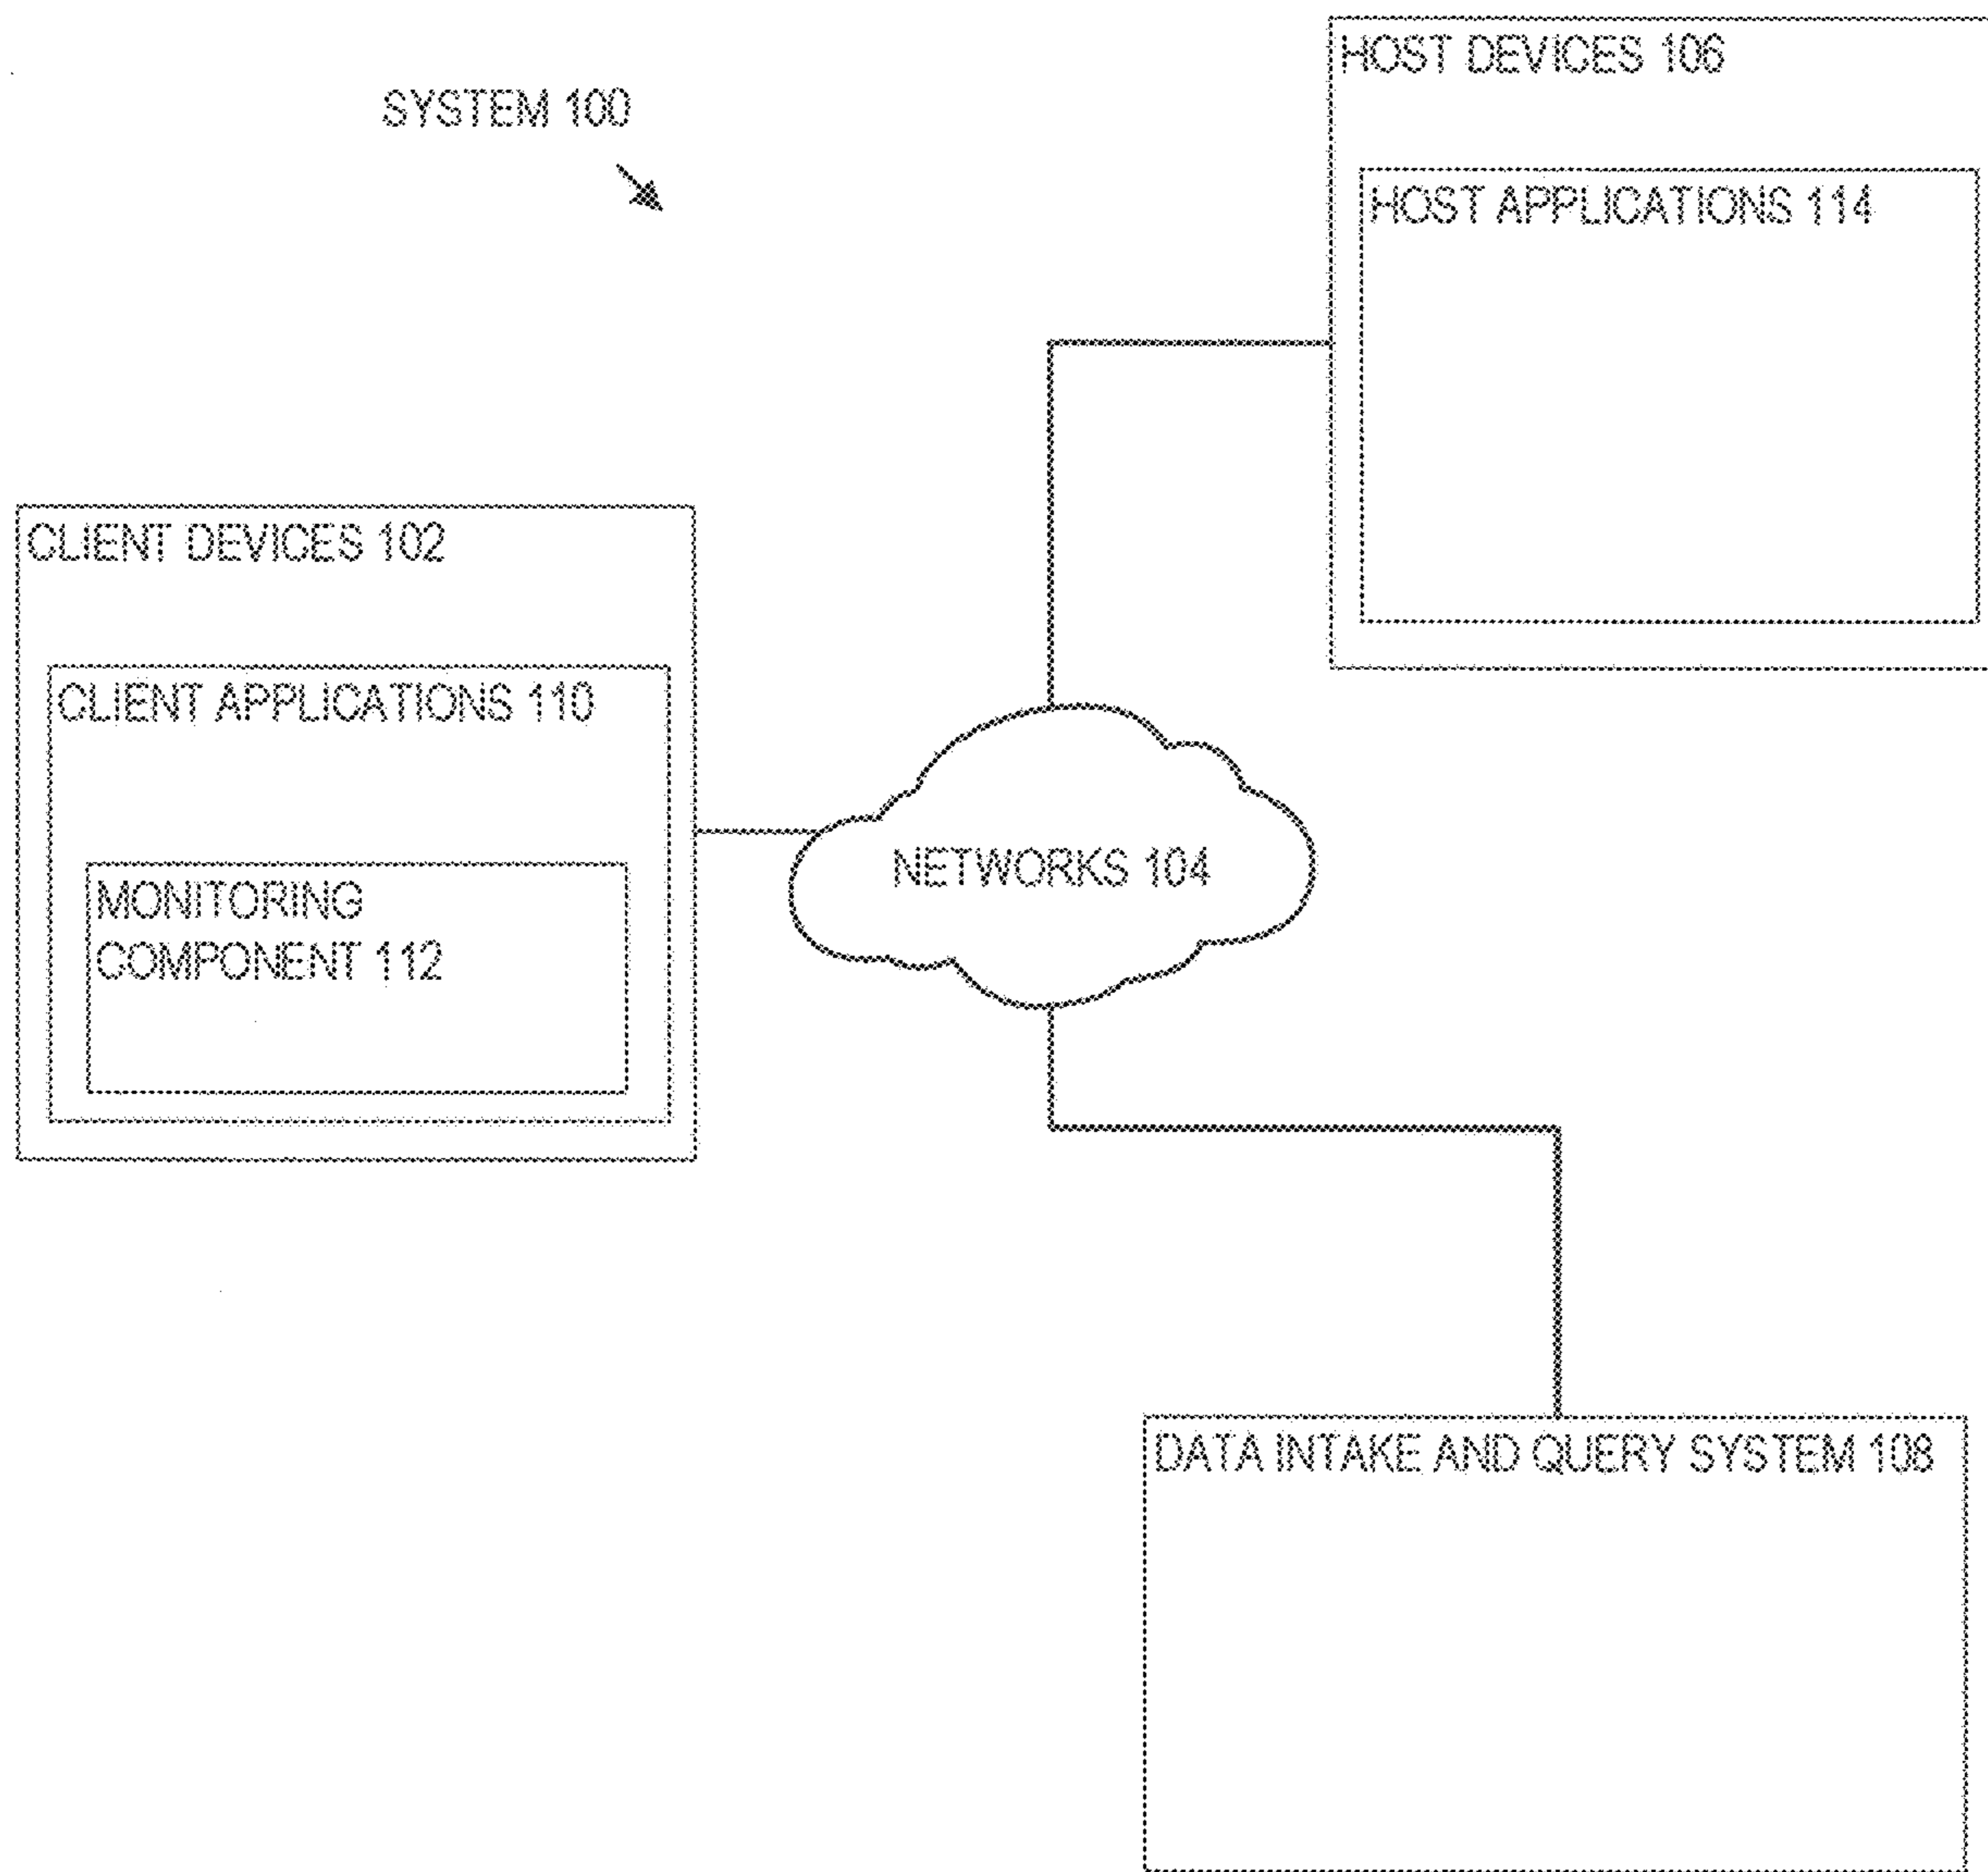 HOST DEVICES 106
SYSTEM 100
HOST APPLICATIONS 114
CLIENT DEVICES 102
CLIENT APPLICATIONS 110
NETWORKS 104
MONITORING
COMPONENT 112
DATA INTAKE AND QUERY SYSTEM 108